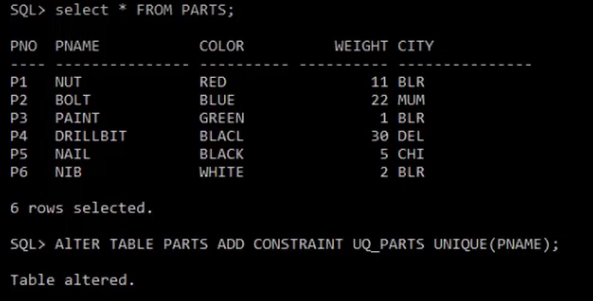 SQL> select * FROM PARTS;
PNO  PNAME           COLOR          WEIGHT CITY
---- --------------- ---------- ---------- ---------------
P1   NUT             RED                11 BLR
P2   BOLT            BLUE               22 MUM
P3   PAINT           GREEN               1 BLR
P4   DRILLBIT        BLACL              30 DEL
P5   NAIL            BLACK               5 CHI
P6   NIB             WHITE               2 BLR
6 rows selected.
SQL> AlTER TABLE PARTS ADD CONSTRAINT UQ_PARTS UNIQUE(PNAME);
Table altered.